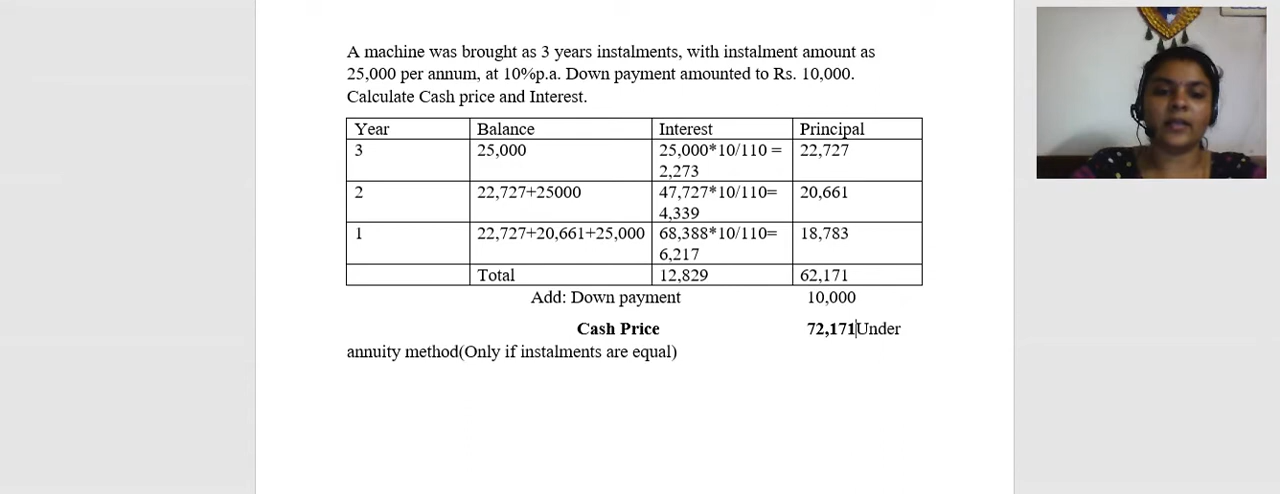 A machine was brought as 3 years instalments, with instalment amount as
25,000 per annum, at 10%p.a. Down payment amounted to Rs. 10,000.
Calculate Cash price and Interest.
Year Balance Interest Principal
3 25,000 25,000*10/110 = 22,727
2,273
2 22,727+25000 47,727*10/110= 20,661
4,339
1 22,727+20,661+25,000 68,388*10/110= 18,783
6,217
Total 12,829 62,171
Add: Down payment 10,000
Cash Price 72,171Under
annuity method(Only if instalments are equal)